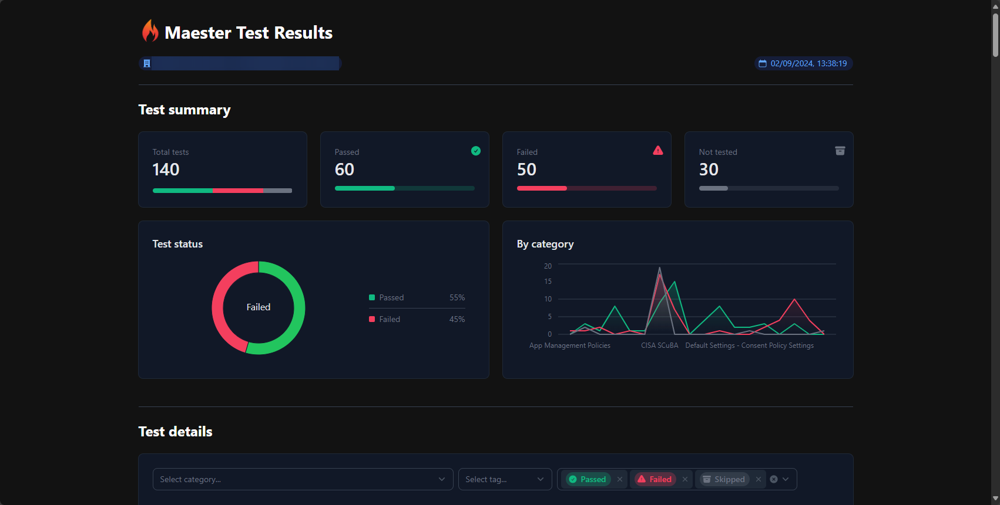 Maester Test Results
02/09/2024, 13:38:19
Test summary
Total tests
140
Passed
60
Failed
50
Not tested
30
Test status
Failed
Passed 55%
Failed 45%
By category
20
15
10
5
0
App Management Policies
CISA SCuBA
Default Settings - Consent Policy Settings
Test details
Select category...
Select tag...
Passed
Failed
Skipped